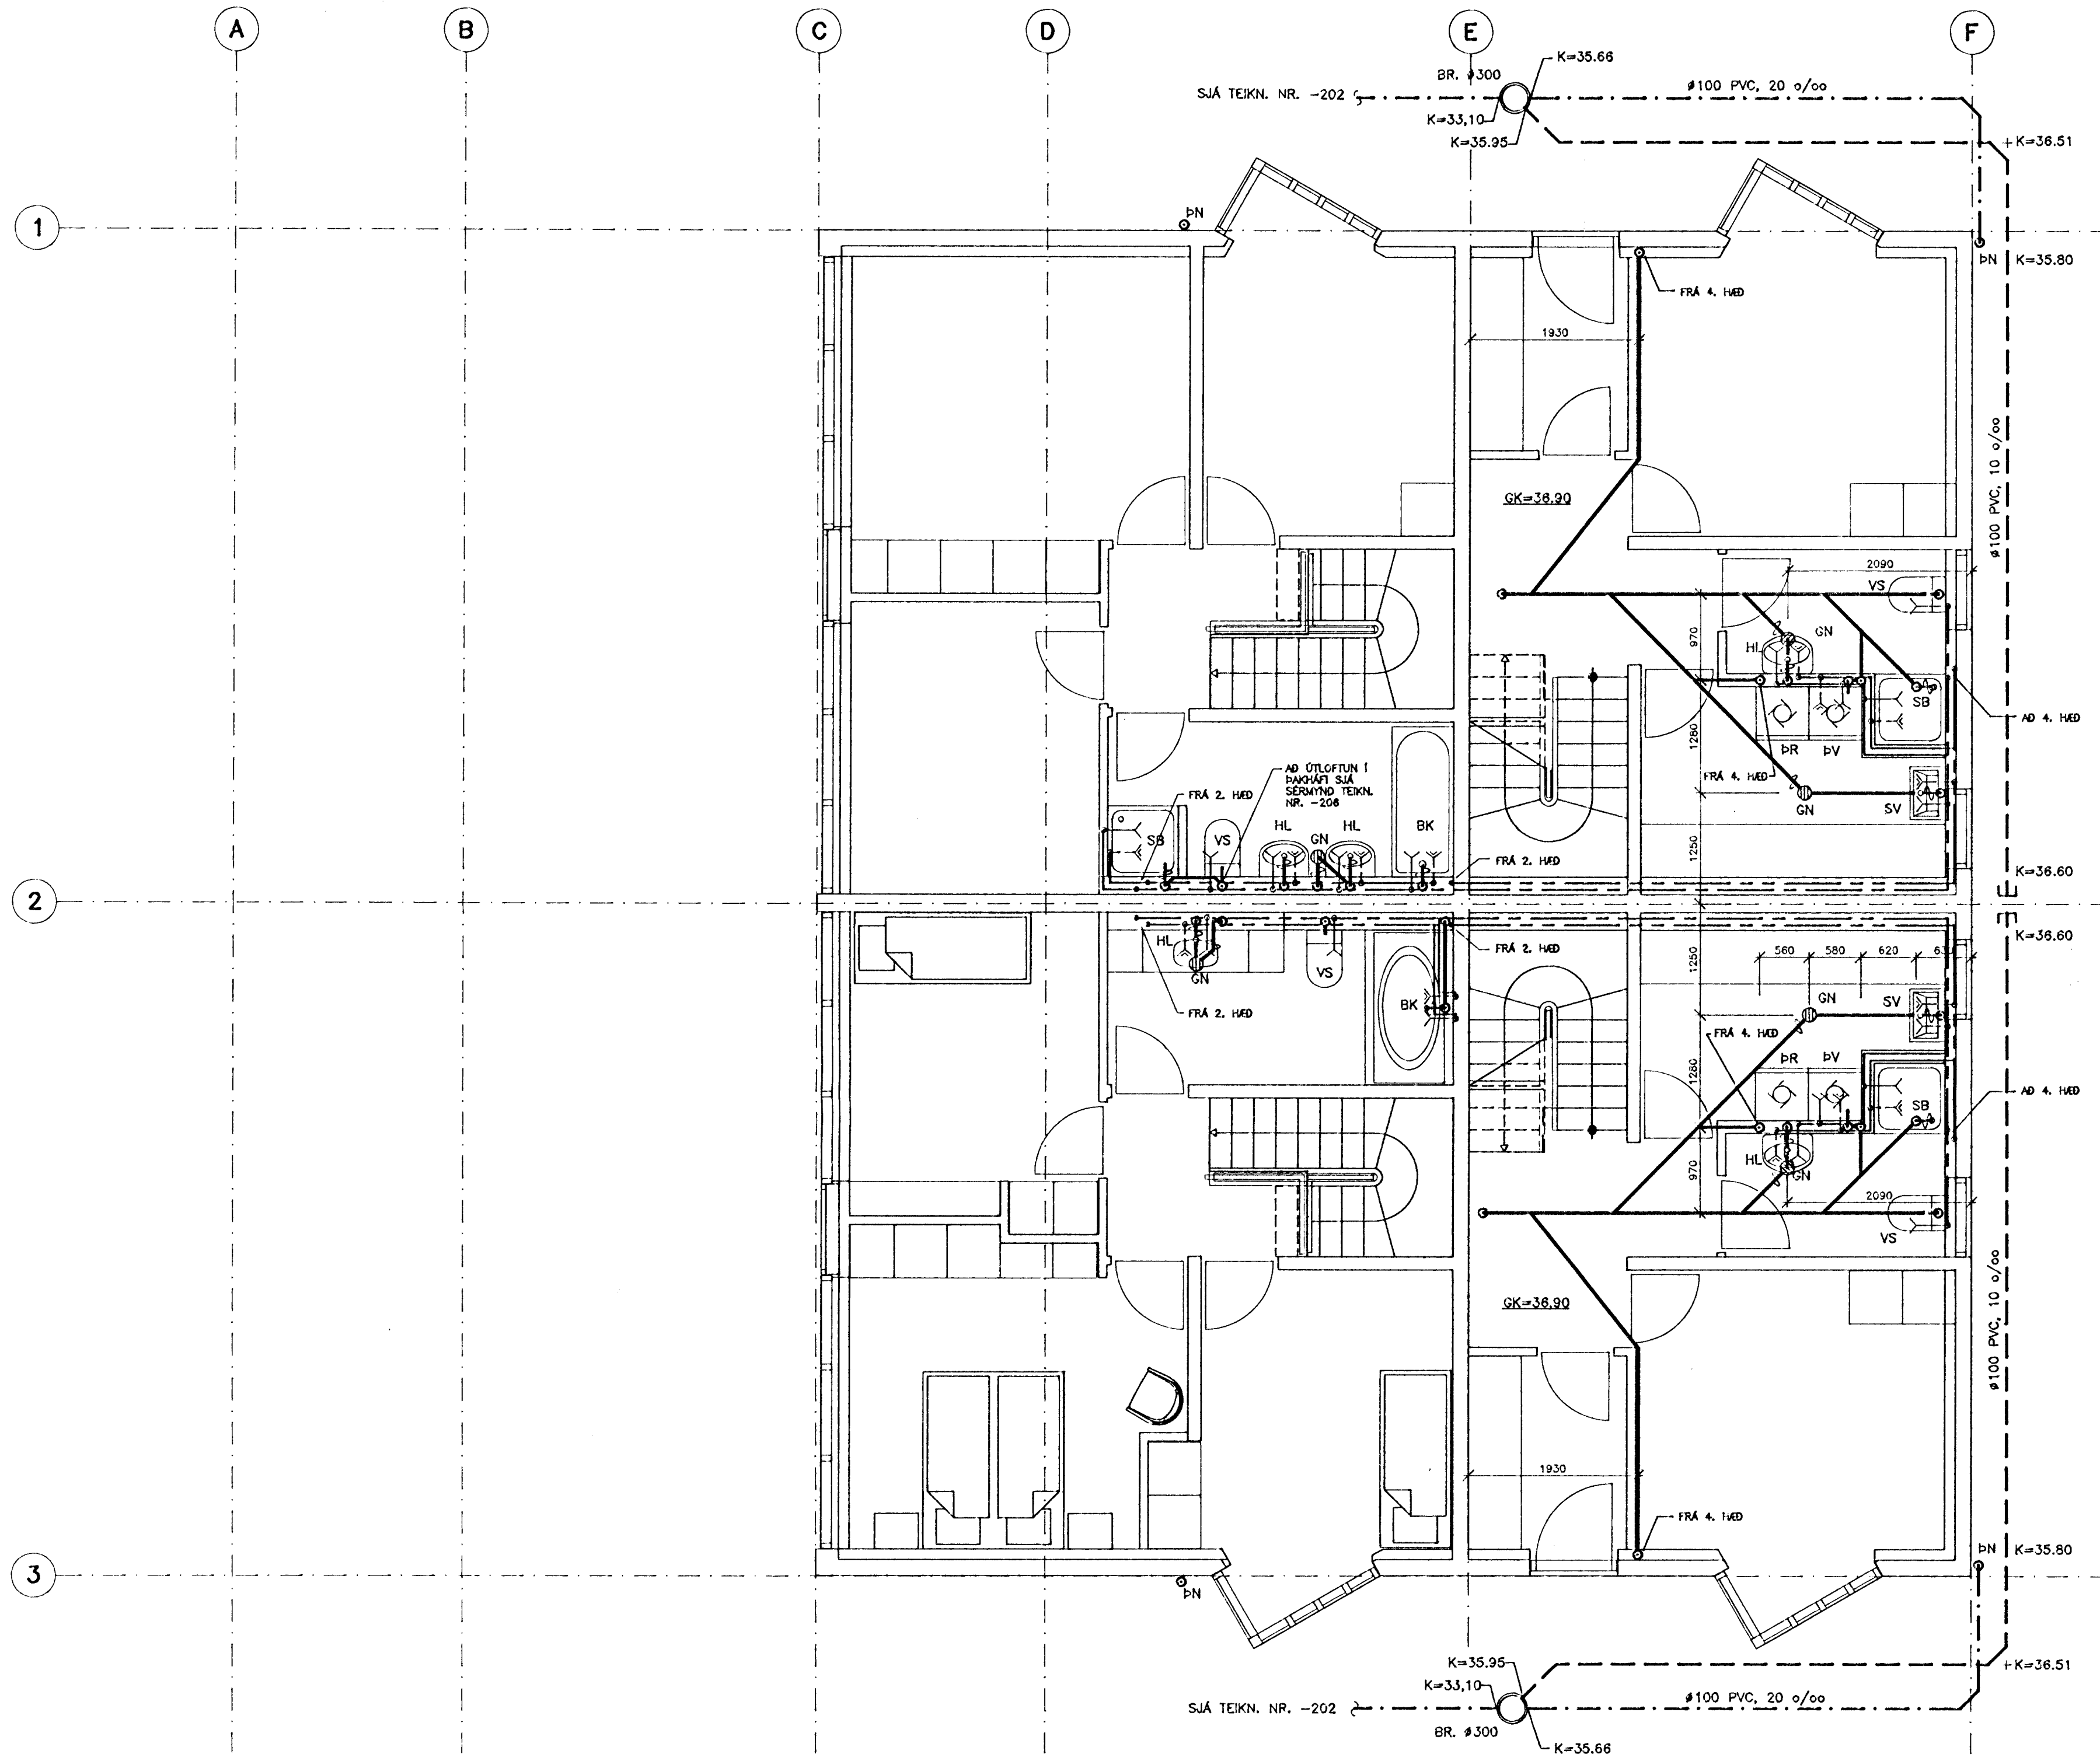 A B C D E F
K=35.66
BR. ø300
SJÁ TEIKN. NR. -202
ø100 PVC, 20 o/oo
K=33,10
K=35.95
K=36.51
1
ÞN
ÞN
K=35.80
FRÁ 4. HÆÐ
1930
ø100 PVC, 10 o/oo
GK=36.90
2090
VS
970
GN
HL
SB
AÐ 4. HÆÐ
1280
ÞR
ÞV
FRÁ 4. HÆÐ
AÐ ÚTLOFTUN Í
ÞAKHÁFI SJÁ
SÉRMYND TEIKN.
NR. -206
FRÁ 2. HÆÐ
GN
SV
SB
VS
HL
GN
HL
BK
1250
FRÁ 2. HÆÐ
K=36.60
2
K=36.60
HL
GN
VS
FRÁ 2. HÆÐ
1250
560
580
620
BK
FRÁ 2. HÆÐ
GN
SV
FRÁ 4. HÆÐ
ÞR
ÞV
1280
AÐ 4. HÆÐ
SB
HL
GN
970
2090
VS
GK=36,90
ø100 PVC, 10 o/oo
1930
FRÁ 4. HÆÐ
ÞN
K=35.80
3
ÞN
K=35.95
K=36.51
K=33,10
SJÁ TEIKN. NR. -202
ø100 PVC, 20 o/oo
BR. ø300
K=35.66